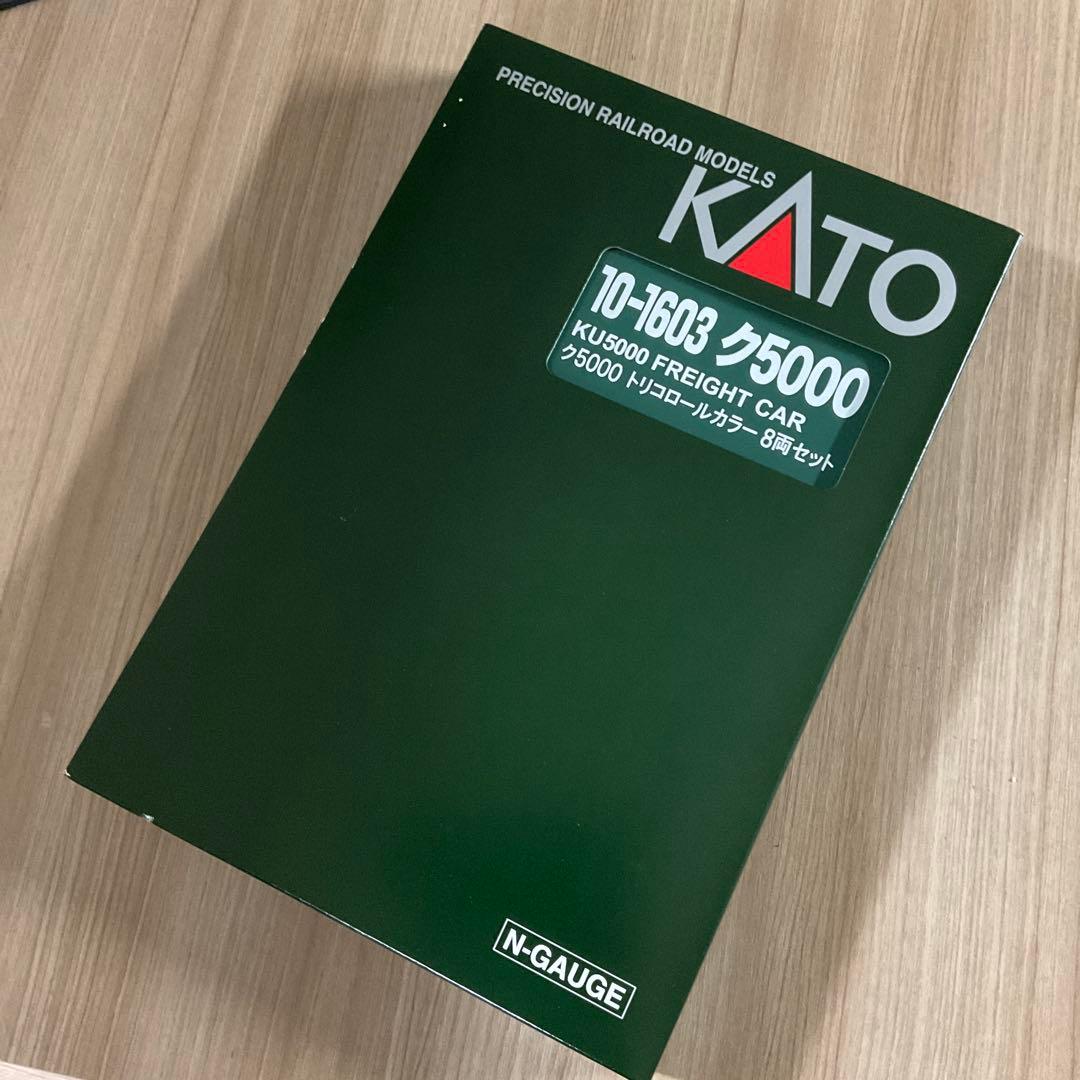 PRECISION RAILROAD MODELS
KATO
10-1603 ク5000
KU5000 FREIGHT CAR
ク5000 トリコロールカラー 8両セット
N-GAUGE